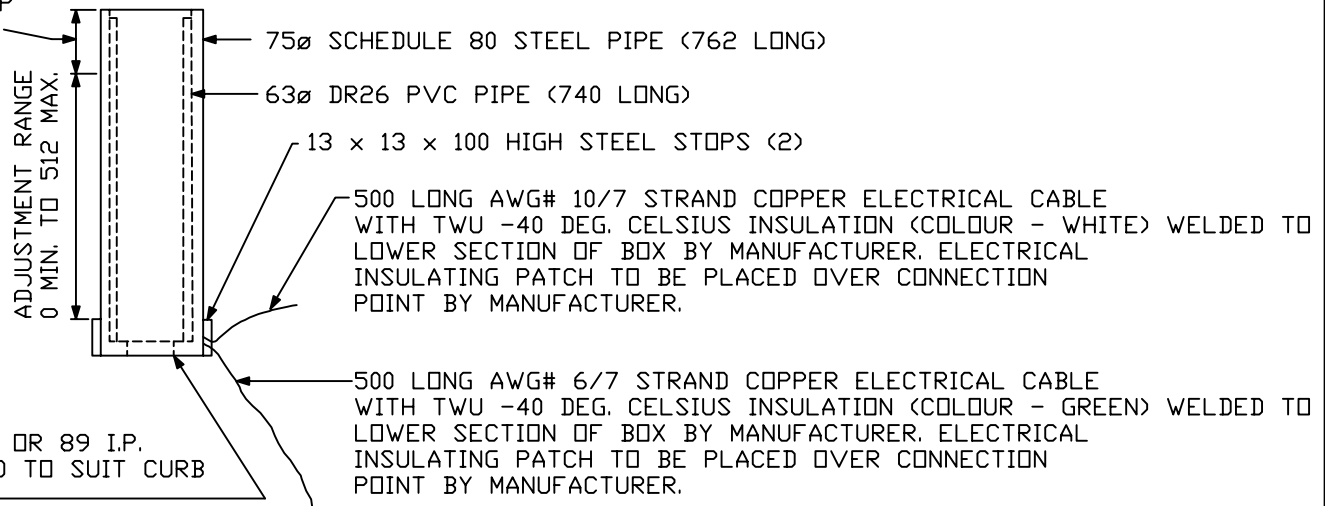 75ø SCHEDULE 80 STEEL PIPE (762 LONG)
63ø DR26 PVC PIPE (740 LONG)
13 x 13 x 100 HIGH STEEL STOPS (2)
ADJUSTMENT RANGE
0 MIN. TO 512 MAX.
500 LONG AWG# 10/7 STRAND COPPER ELECTRICAL CABLE
WITH TWU -40 DEG. CELSIUS INSULATION (COLOUR - WHITE) WELDED TO
LOWER SECTION OF BOX BY MANUFACTURER. ELECTRICAL
INSULATING PATCH TO BE PLACED OVER CONNECTION
POINT BY MANUFACTURER.
500 LONG AWG# 6/7 STRAND COPPER ELECTRICAL CABLE
WITH TWU -40 DEG. CELSIUS INSULATION (COLOUR - GREEN) WELDED TO
LOWER SECTION OF BOX BY MANUFACTURER. ELECTRICAL
INSULATING PATCH TO BE PLACED OVER CONNECTION
POINT BY MANUFACTURER.
OR 89 I.P.
TO SUIT CURB